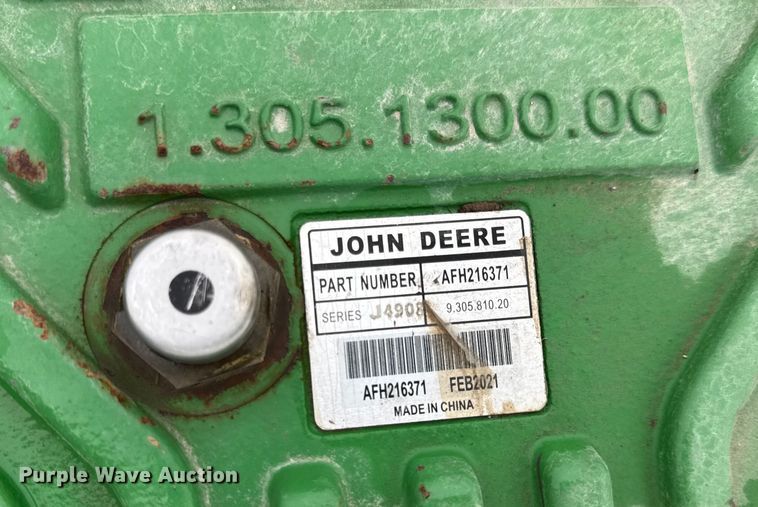 1.305.1300.00
JOHN DEERE
PART NUMBER AFH216371
SERIES J4908 9.305.810.20
AFH216371 FEB2021
MADE IN CHINA
Purple Wave Auction